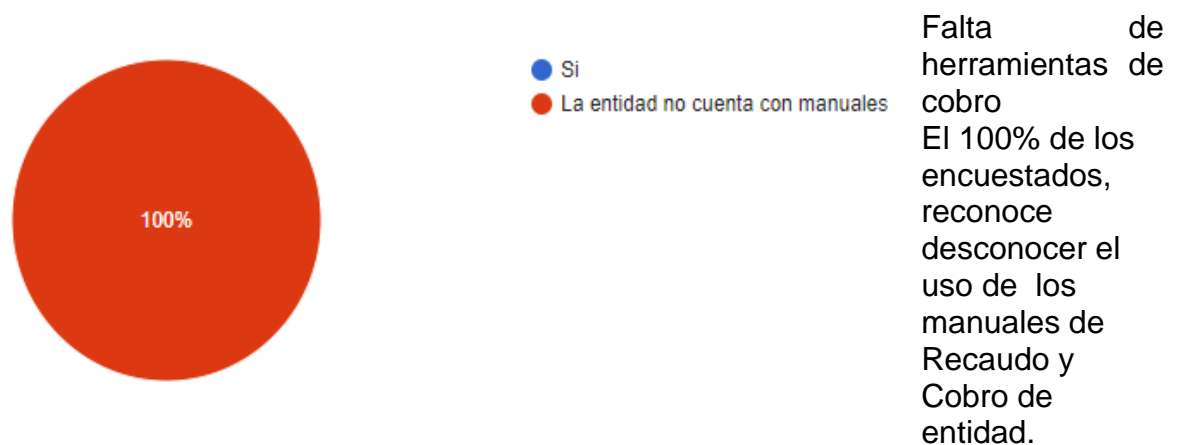 100%
Si
La entidad no cuenta con manuales
Falta de
herramientas de
cobro
El 100% de los
encuestados,
reconoce
desconocer el
uso de los
manuales de
Recaudo y
Cobro de
entidad.